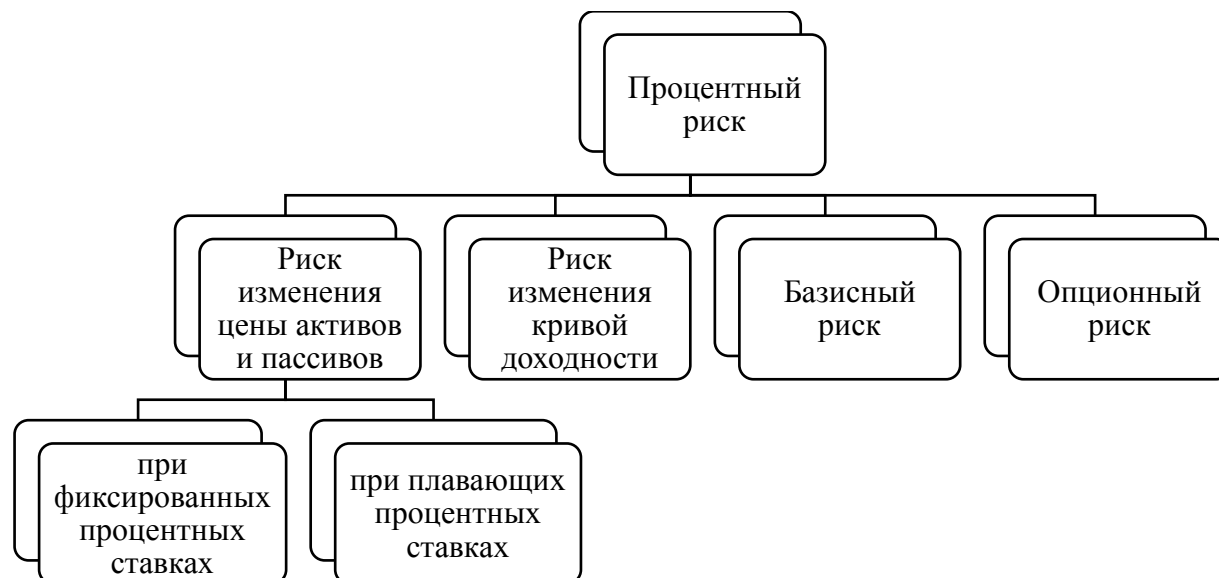 Процентный
риск
Риск
изменения
цены активов
и пассивов
Риск
изменения
кривой
доходности
Базисный
риск
Опционный
риск
при
фиксированных
процентных
ставках
при плавающих
процентных
ставках